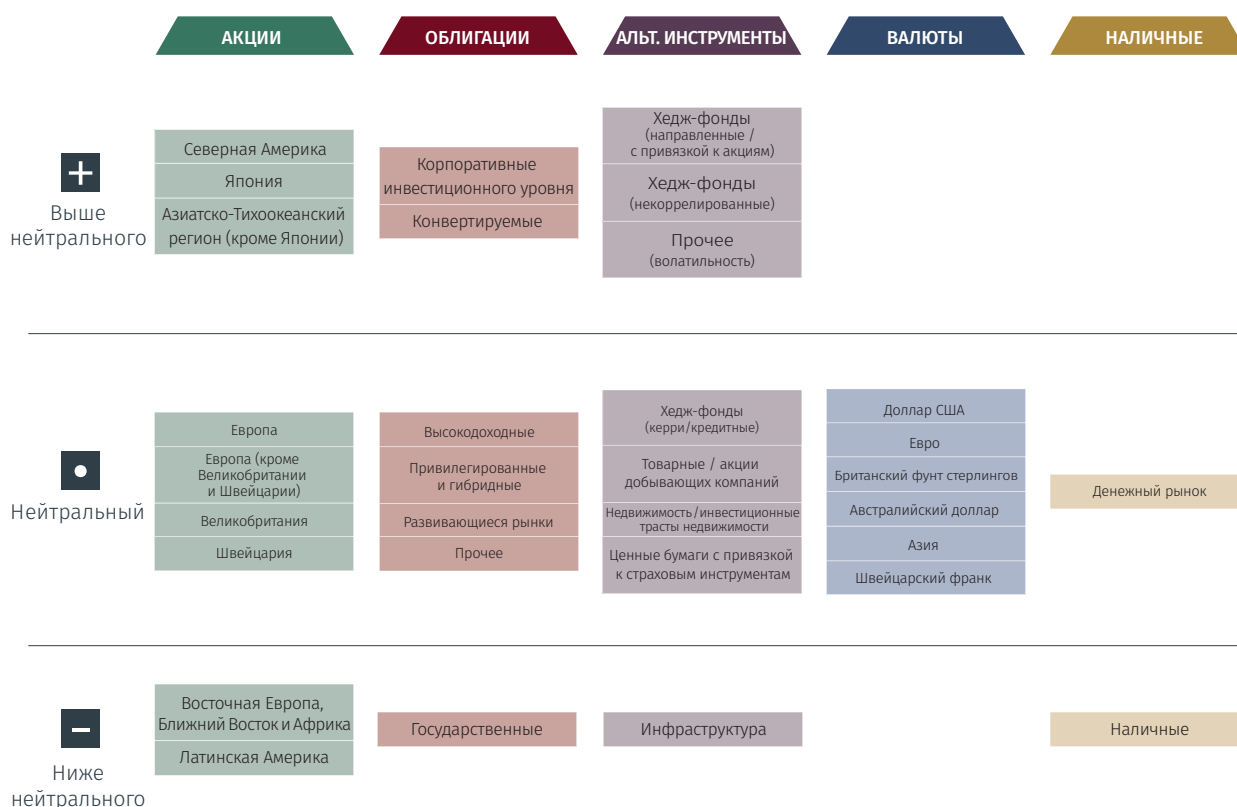 АКЦИИ
ОБЛИГАЦИИ
АЛЬТ. ИНСТРУМЕНТЫ
ВАЛЮТЫ
НАЛИЧНЫЕ
Выше
нейтрального
Северная Америка
Япония
Азиатско-Тихоокеанский
регион (кроме Японии)
Корпоративные
инвестиционного уровня
Конвертируемые
Хедж-фонды
(направленные /
с привязкой к акциям)
Хедж-фонды
(некоррелированные)
Прочее
(волатильность)
Нейтральный
Европа
Европа (кроме
Великобритании
и Швейцарии)
Великобритания
Швейцария
Высокодоходные
Привилегированные
и гибридные
Развивающиеся рынки
Прочее
Хедж-фонды
(керри/кредитные)
Товарные / акции
добывающих компаний
Недвижимость/инвестиционные
трасты недвижимости
Ценные бумаги с привязкой
к страховым инструментам
Доллар США
Евро
Британский фунт стерлингов
Австралийский доллар
Азия
Швейцарский франк
Денежный рынок
Ниже
нейтрального
Восточная Европа,
Ближний Восток и Африка
Латинская Америка
Государственные
Инфраструктура
Наличные